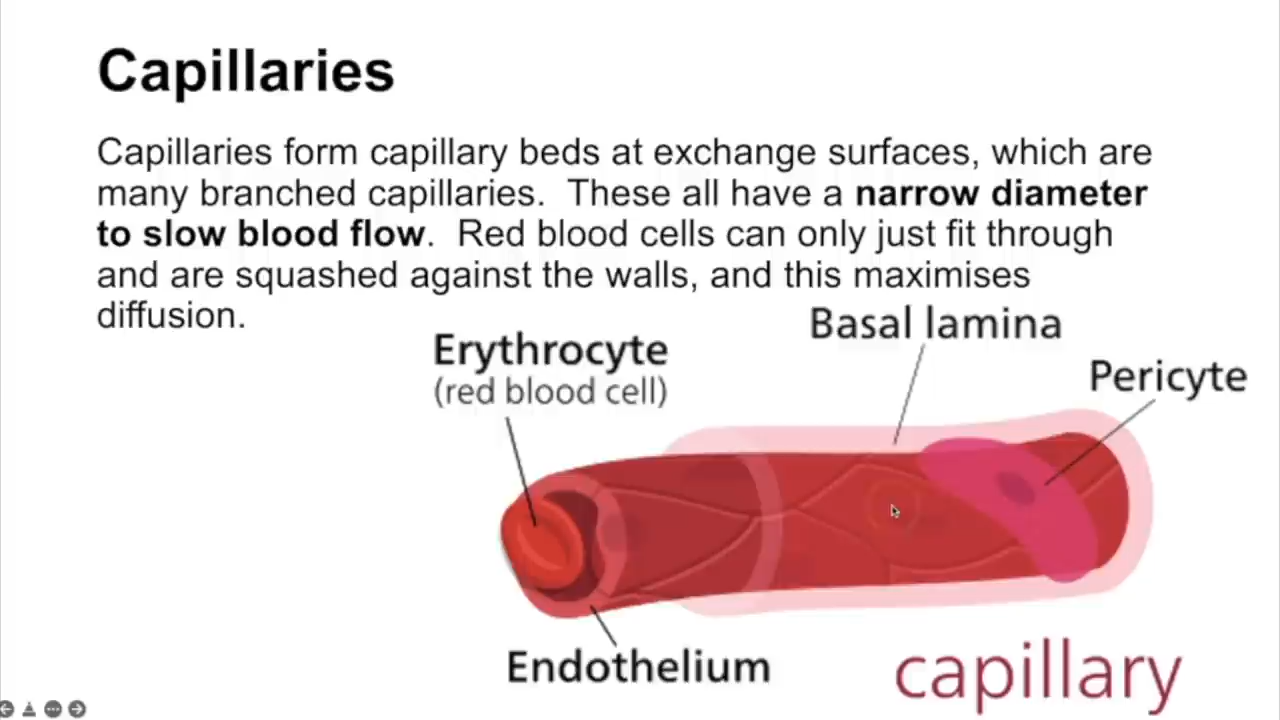 Capillaries
Capillaries form capillary beds at exchange surfaces, which are
many branched capillaries.  These all have a narrow diameter
to slow blood flow.  Red blood cells can only just fit through
and are squashed against the walls, and this maximises
diffusion.
Basal lamina
Erythrocyte
(red blood cell)
Pericyte
Endothelium
capillary